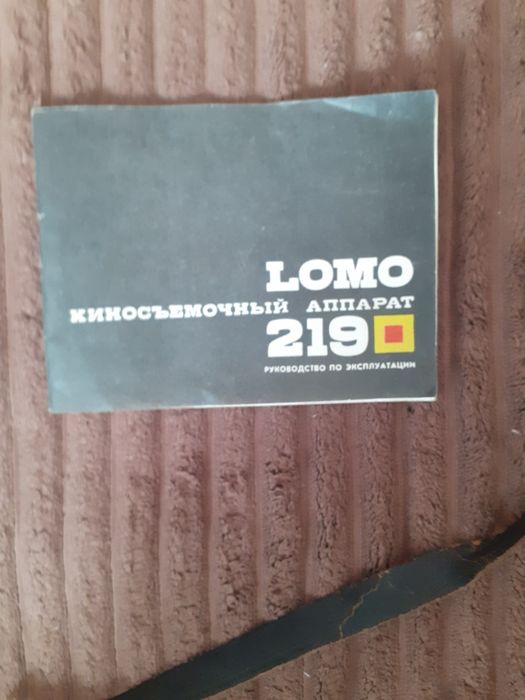 LOMO
КИНОСЪЕМОЧНЫЙ АППАРАТ
219
РУКОВОДСТВО ПО ЭКСПЛУАТАЦИИ